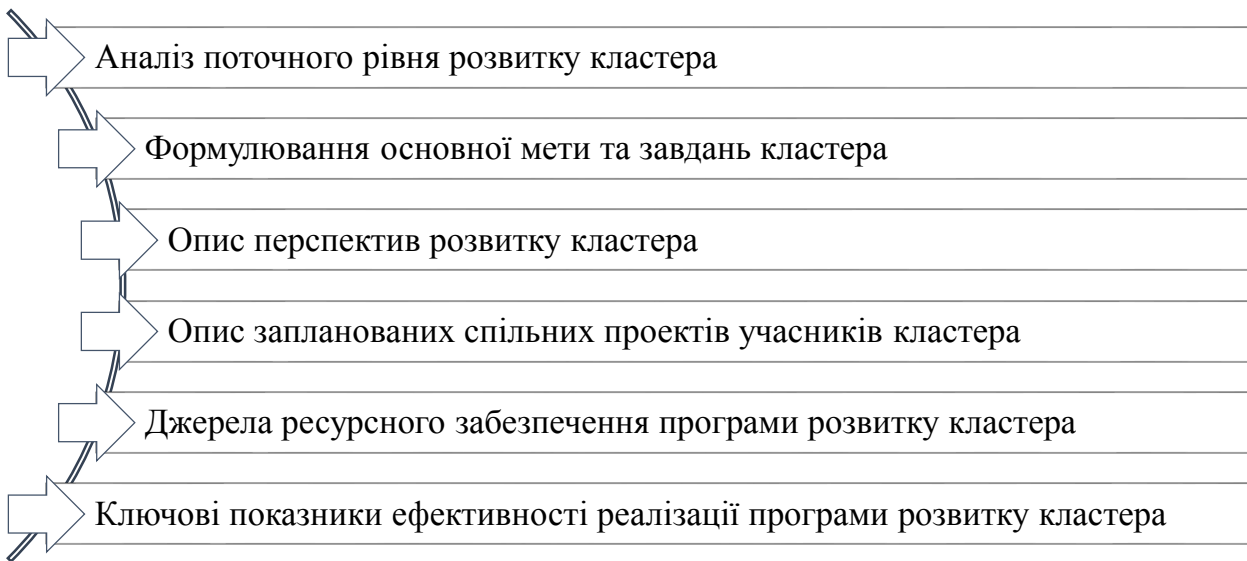 Аналіз поточного рівня розвитку кластера
Формулювання основної мети та завдань кластера
Опис перспектив розвитку кластера
Опис запланованих спільних проектів учасників кластера
Джерела ресурсного забезпечення програми розвитку кластера
Ключові показники ефективності реалізації програми розвитку кластера